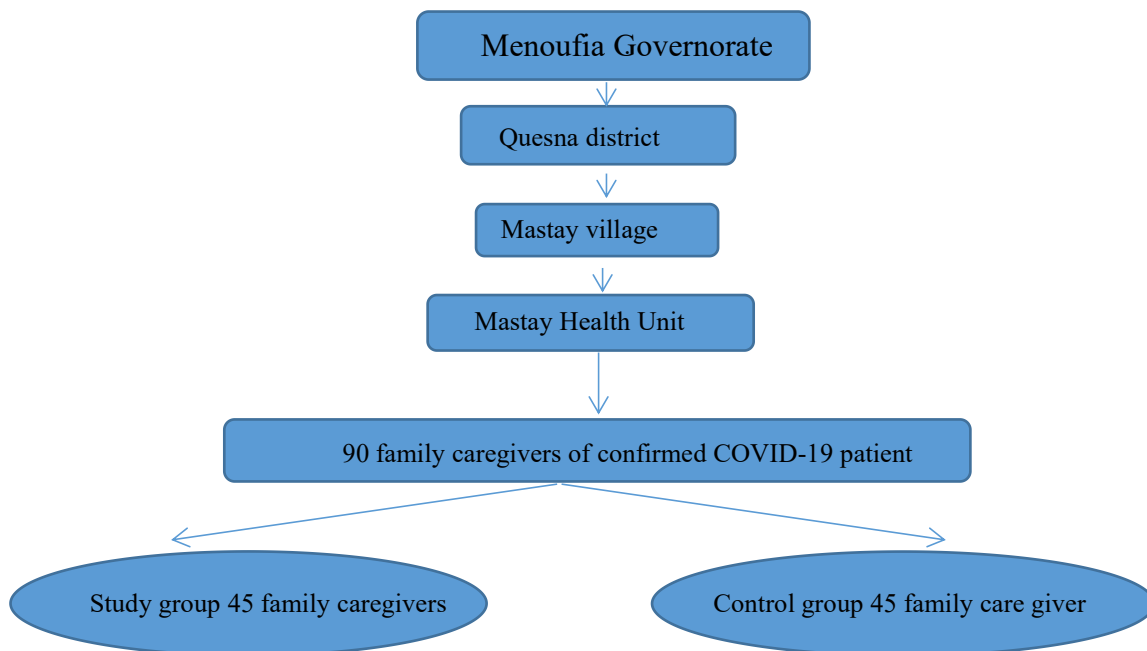 Menoufia Governorate
Quesna district
Mastay village
Mastay Health Unit
90 family caregivers of confirmed COVID-19 patient
Study group 45 family caregivers
Control group 45 family care giver